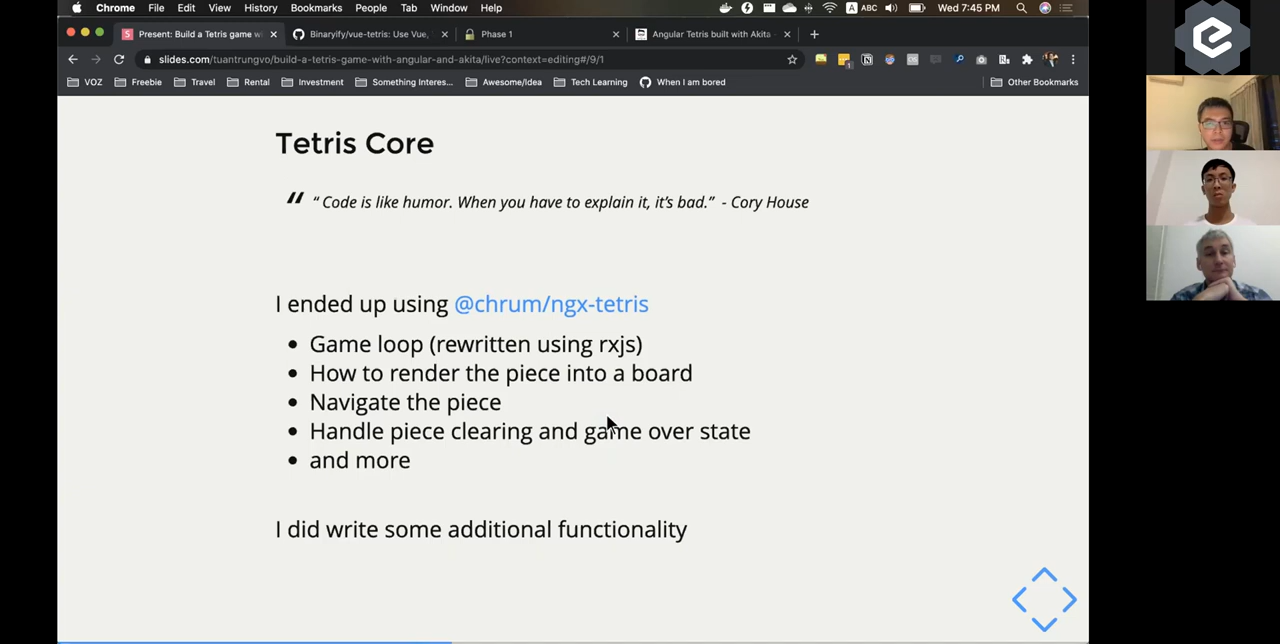 Chrome File Edit View History Bookmarks People Tab Window Help
A ABC Wed 7:45 PM
S Present: Build a Tetris game wi
Binaryify/vue-tetris: Use Vue,
Phase 1
Angular Tetris built with Akita
slides.com/tuantrungvo/build-a-tetris-game-with-angular-and-akita/live?context=editing#/9/1
VOZ Freebie Travel Rental Investment Something Interes... Awesome/Idea Tech Learning When I am bored Other Bookmarks
Tetris Core
“ Code is like humor. When you have to explain it, it’s bad.” - Cory House
I ended up using @chrum/ngx-tetris
• Game loop (rewritten using rxjs)
• How to render the piece into a board
• Navigate the piece
• Handle piece clearing and game over state
• and more
I did write some additional functionality